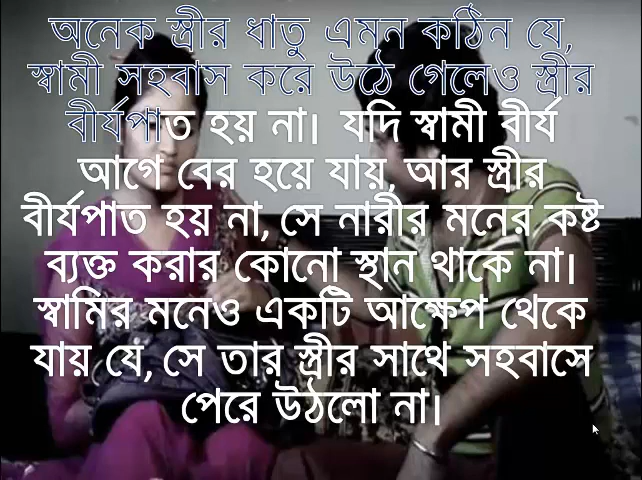 অনেক স্ত্রীর ধাতু এমন কঠিন যে,
স্বামী সহবাস করে উঠে গেলেও স্ত্রীর
বীর্যপাত হয় না। যদি স্বামী বীর্য
আগে বের হয়ে যায়, আর স্ত্রীর
বীর্যপাত হয় না, সে নারীর মনের কষ্ট
ব্যক্ত করার কোনো স্থান থাকে না।
স্বামির মনেও একটি আক্ষেপ থেকে
যায় যে, সে তার স্ত্রীর সাথে সহবাসে
পেরে উঠলো না।